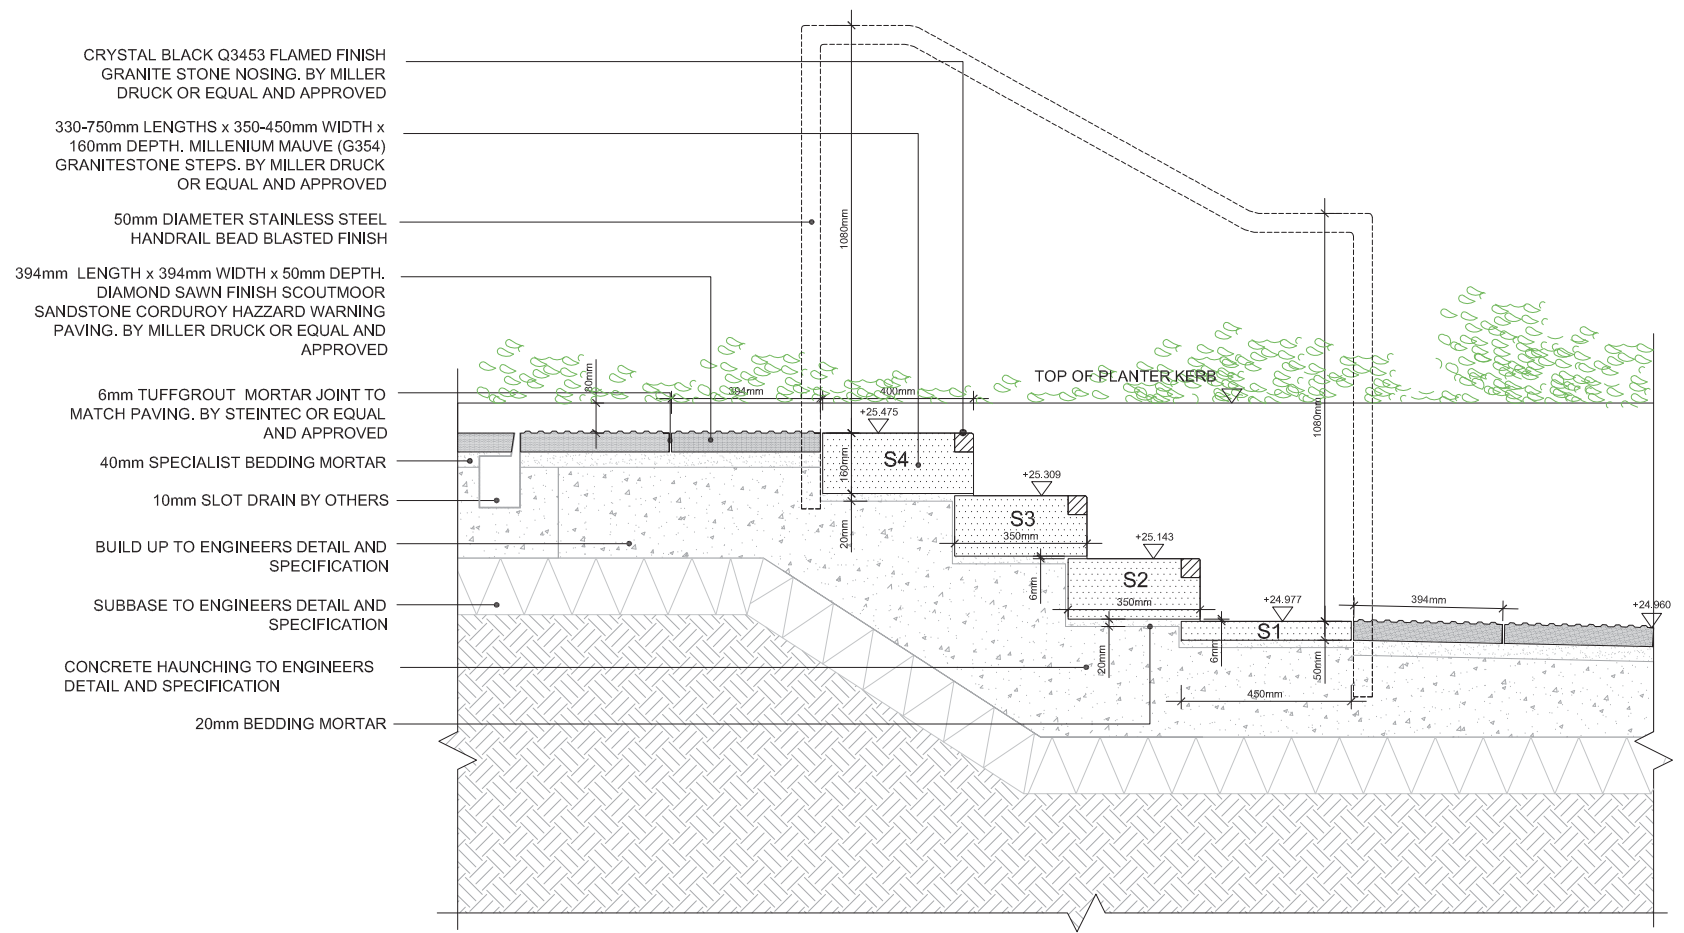 CRYSTAL BLACK Q3453 FLAMED FINISH
GRANITE STONE NOSING. BY MILLER
DRUCK OR EQUAL AND APPROVED
330-750mm LENGTHS x 350-450mm WIDTH x
160mm DEPTH. MILLENIUM MAUVE (G354)
GRANITESTONE STEPS. BY MILLER DRUCK
OR EQUAL AND APPROVED
50mm DIAMETER STAINLESS STEEL
HANDRAIL BEAD BLASTED FINISH
394mm LENGTH x 394mm WIDTH x 50mm DEPTH.
DIAMOND SAWN FINISH SCOUTMOOR
SANDSTONE CORDUROY HAZZARD WARNING
PAVING. BY MILLER DRUCK OR EQUAL AND
APPROVED
6mm TUFFGROUT MORTAR JOINT TO
MATCH PAVING. BY STEINTEC OR EQUAL
AND APPROVED
40mm SPECIALIST BEDDING MORTAR
10mm SLOT DRAIN BY OTHERS
BUILD UP TO ENGINEERS DETAIL AND
SPECIFICATION
SUBBASE TO ENGINEERS DETAIL AND
SPECIFICATION
CONCRETE HAUNCHING TO ENGINEERS
DETAIL AND SPECIFICATION
20mm BEDDING MORTAR
1080mm
TOP OF PLANTER KERB
80mm
394mm
400mm
1080mm
+25.475
S4
160mm
20mm
+25.309
S3
350mm
6mm
+25.143
S2
350mm
20mm
+24.977
S1
6mm
50mm
450mm
394mm
+24.960